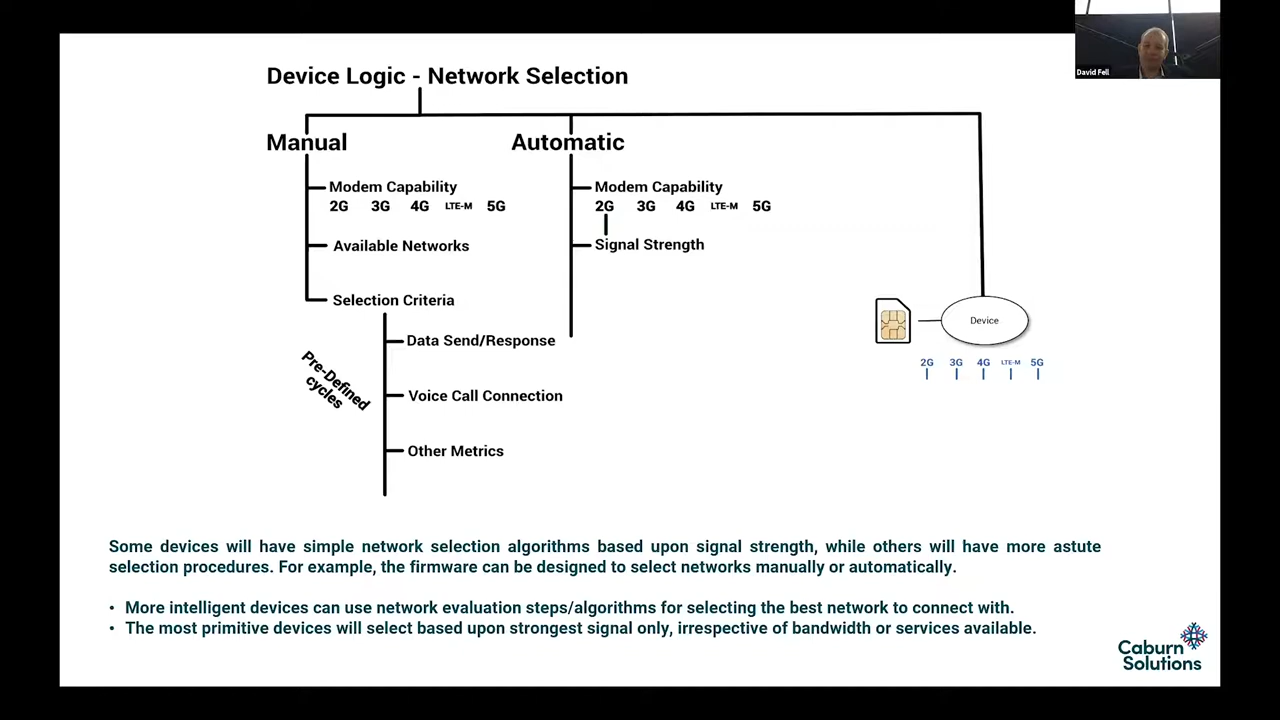 David Fell
Device Logic - Network Selection
Manual
Modem Capability
2G 3G 4G LTE-M 5G
Available Networks
Selection Criteria
Pre-Defined
cycles
Data Send/Response
Voice Call Connection
Other Metrics
Automatic
Modem Capability
2G 3G 4G LTE-M 5G
Signal Strength
Device
2G 3G 4G LTE-M 5G
Some devices will have simple network selection algorithms based upon signal strength, while others will have more astute
selection procedures. For example, the firmware can be designed to select networks manually or automatically.
• More intelligent devices can use network evaluation steps/algorithms for selecting the best network to connect with.
• The most primitive devices will select based upon strongest signal only, irrespective of bandwidth or services available.
Caburn
Solutions